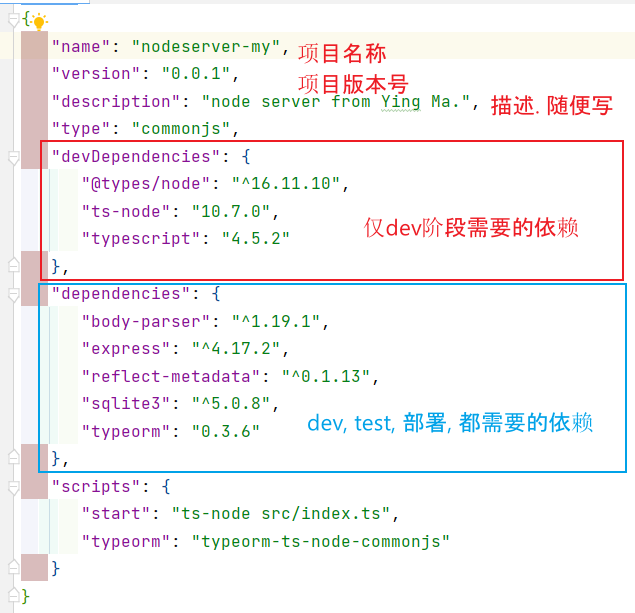 {
"name": "nodeserver-my", 项目名称
"version": "0.0.1", 项目版本号
"description": "node server from Ying Ma.", 描述. 随便写
"type": "commonjs",
"devDependencies": {
"@types/node": "^16.11.10",
"ts-node": "10.7.0",
"typescript": "4.5.2"
仅dev阶段需要的依赖
},
"dependencies": {
"body-parser": "^1.19.1",
"express": "^4.17.2",
"reflect-metadata": "^0.1.13",
"sqlite3": "^5.0.8",
"typeorm": "0.3.6"
dev, test, 部署, 都需要的依赖
},
"scripts": {
"start": "ts-node src/index.ts",
"typeorm": "typeorm-ts-node-commonjs"
}
}